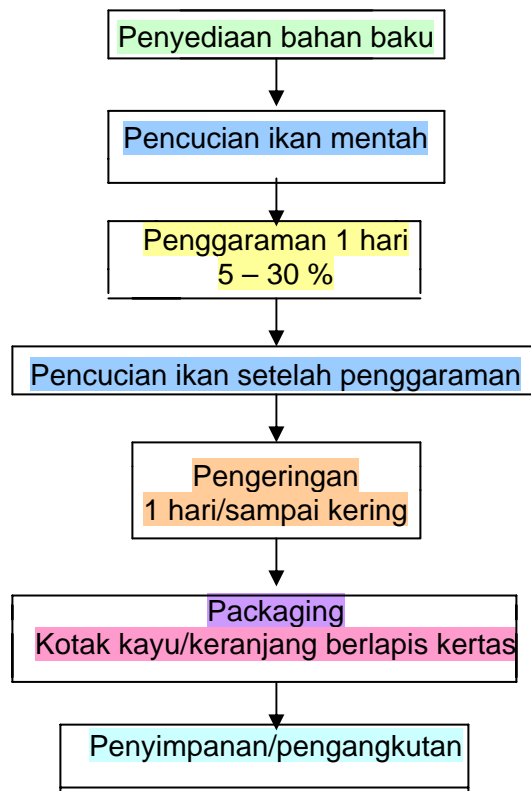 Penyediaan bahan baku
Pencucian ikan mentah
Penggaraman 1 hari
5 – 30 %
Pencucian ikan setelah penggaraman
Pengeringan
1 hari/sampai kering
Packaging
Kotak kayu/keranjang berlapis kertas
Penyimpanan/pengangkutan